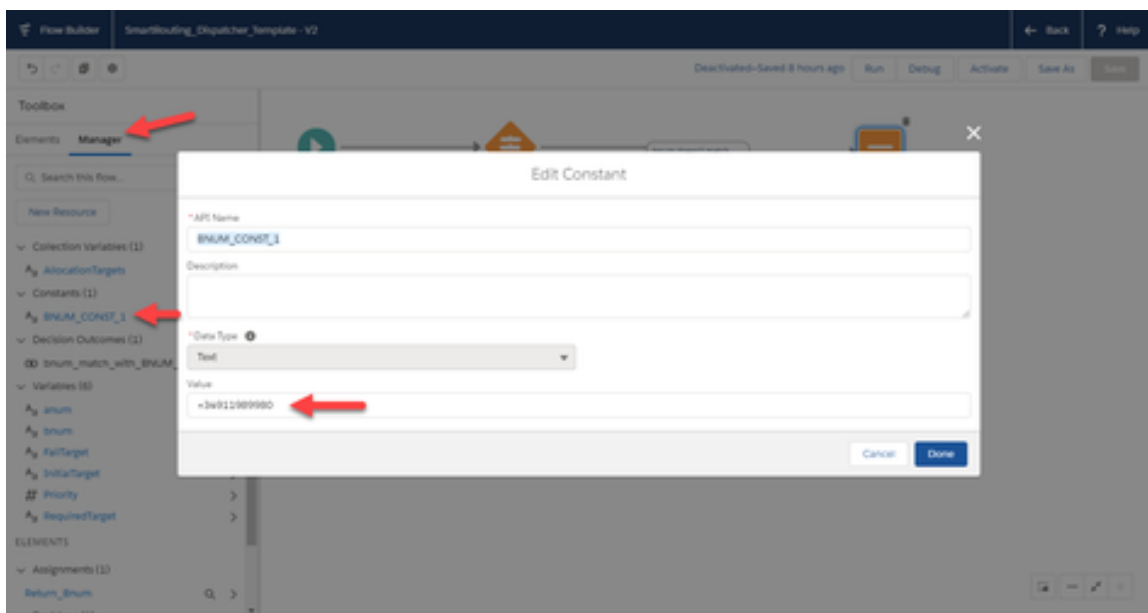 Flow Builder
SmartRouting_Dispatcher_Template - V2
Back
? Help
Deactivated—Saved 8 hours ago
Run
Debug
Activate
Save As
Save
Toolbox
Elements
Manager
Search this flow...
New Resource
Collection Variables (1)
AllocationTargets
Constants (1)
BNUM_CONST_1
Decision Outcomes (1)
bnum_match_with_BNUM_
Variables (6)
anum
bnum
FailTarget
InitialTarget
Priority
RequiredTarget
ELEMENTS
Assignments (1)
Return_Bnum
Edit Constant
*API Name
BNUM_CONST_1
Description
*Data Type
Text
Value
Cancel
Done